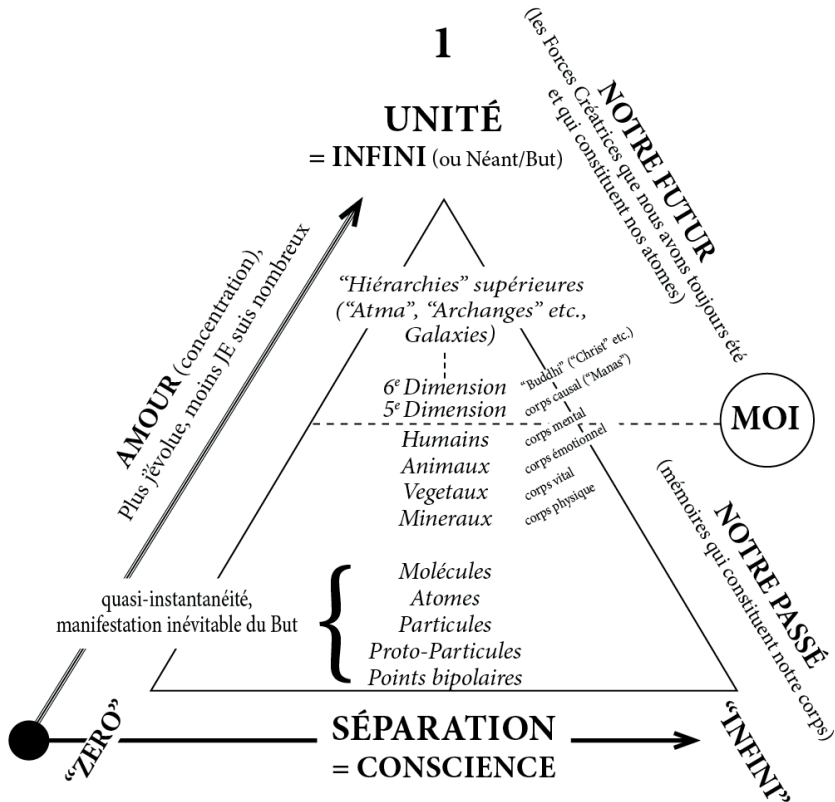 1
UNITÉ
= INFINI (ou Néant/But)
NOTRE FUTUR
(les Forces Créatrices que nous avons toujours été
et qui constituent nos atomes)
AMOUR (concentration),
Plus j'évolue, moins JE suis nombreux
“Hiérarchies” supérieures
(“Atma”, “Archanges” etc.,
Galaxies)
6e Dimension “Buddhi” (“Christ” etc.)
5e Dimension corps causal (“Manas”)
MOI
Humains corps mental
Animaux corps émotionnel
Vegetaux corps vital
Mineraux corps physique
NOTRE PASSÉ
(mémoires qui constituent notre corps)
quasi-instantanéité,
manifestation inévitable du But
Molécules
Atomes
Particules
Proto-Particules
Points bipolaires
“ZERO”
SÉPARATION
= CONSCIENCE
“INFINI”